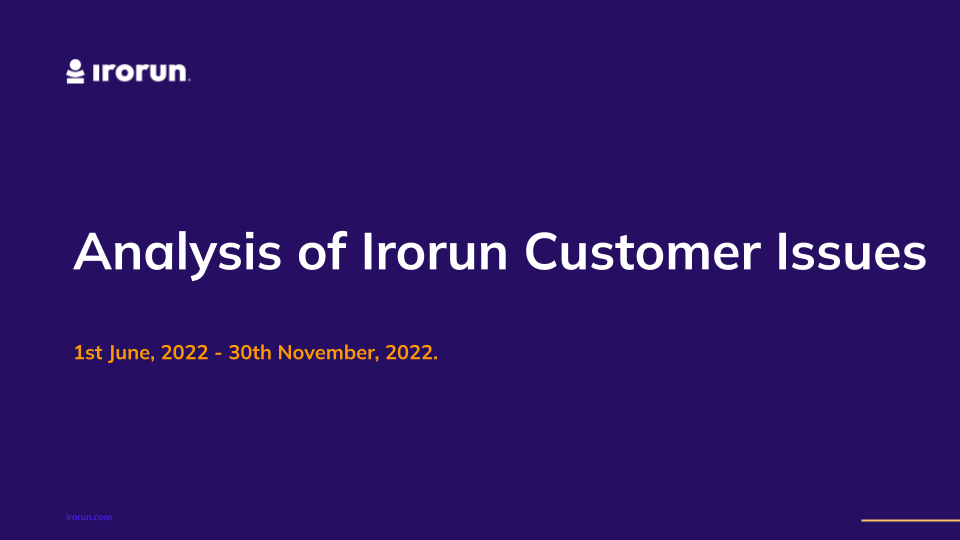 irorun
Analysis of Irorun Customer Issues
1st June, 2022 - 30th November, 2022.
irorun.com